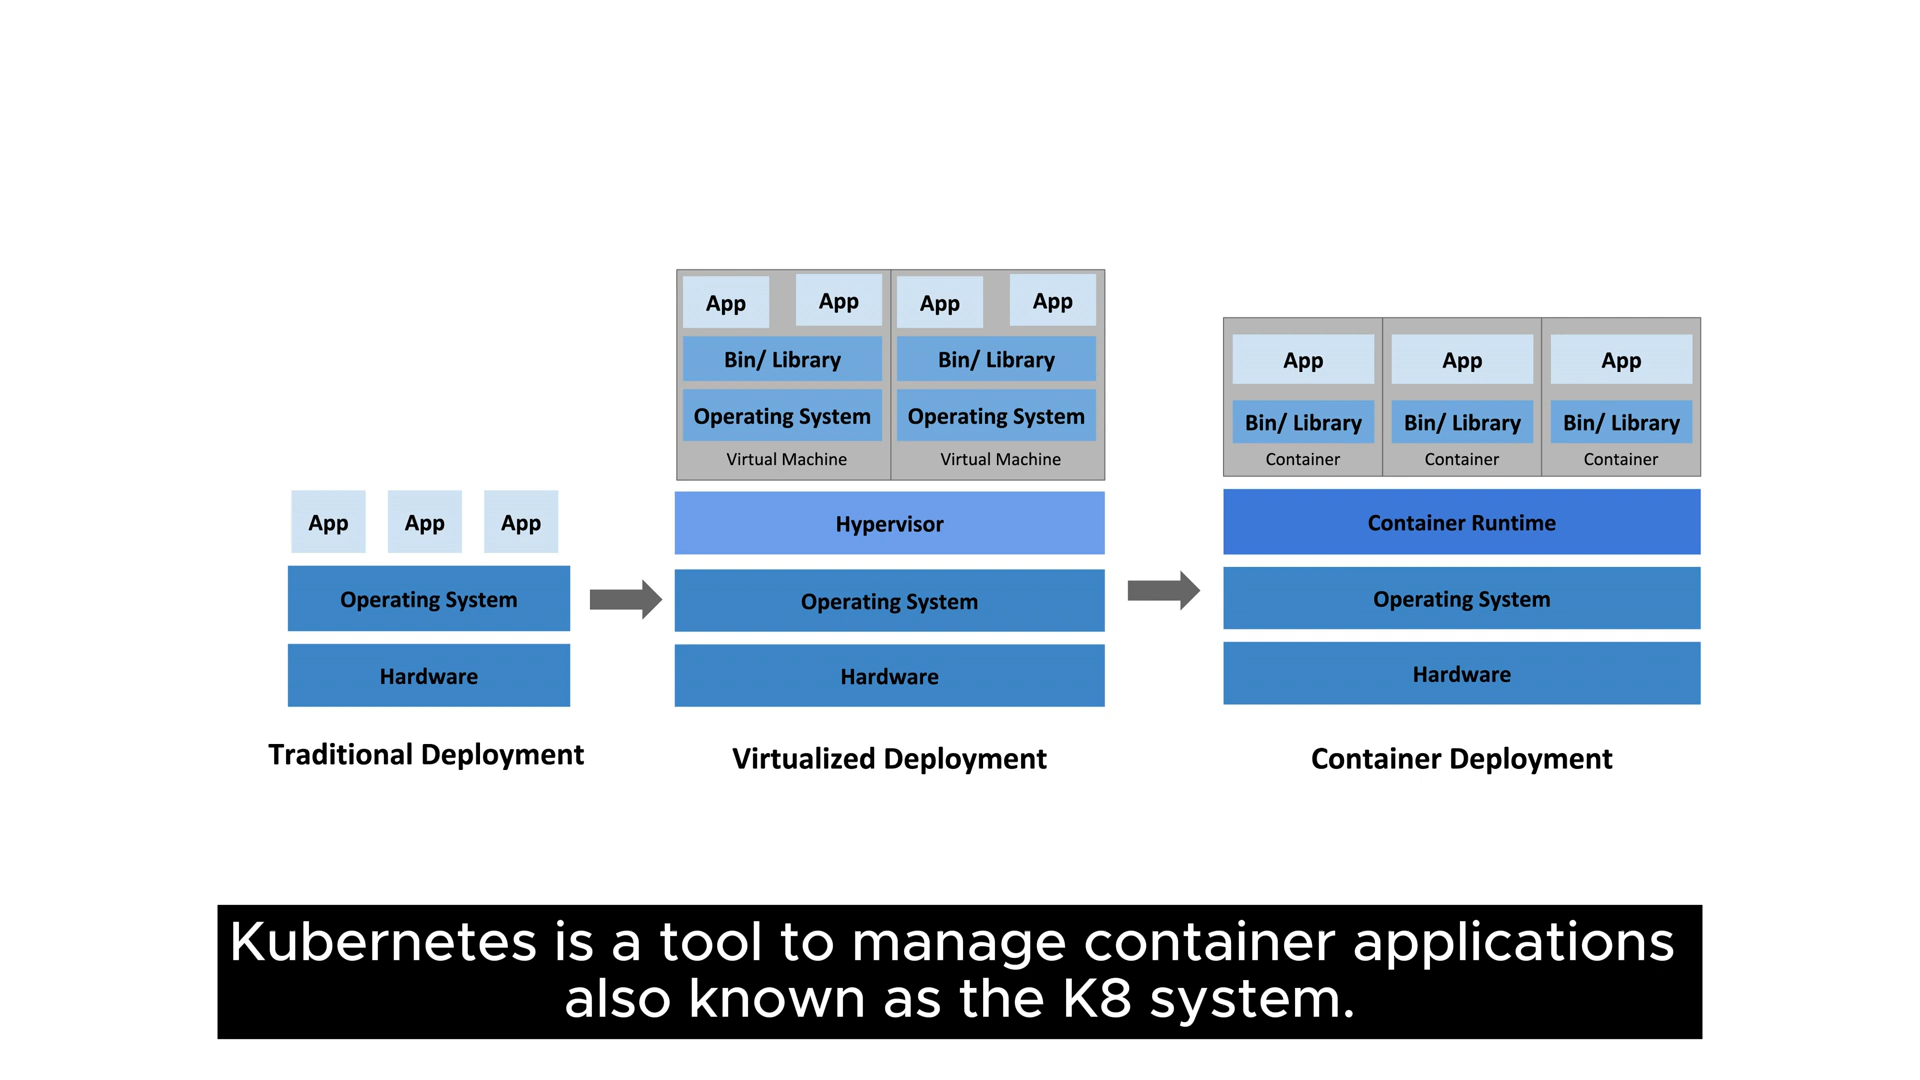 App App App
Operating System
Hardware
Traditional Deployment
App App App App
Bin/ Library Bin/ Library
Operating System Operating System
Virtual Machine Virtual Machine
Hypervisor
Operating System
Hardware
Virtualized Deployment
App App App
Bin/ Library Bin/ Library Bin/ Library
Container Container Container
Container Runtime
Operating System
Hardware
Container Deployment
Kubernetes is a tool to manage container applications
also known as the K8 system.